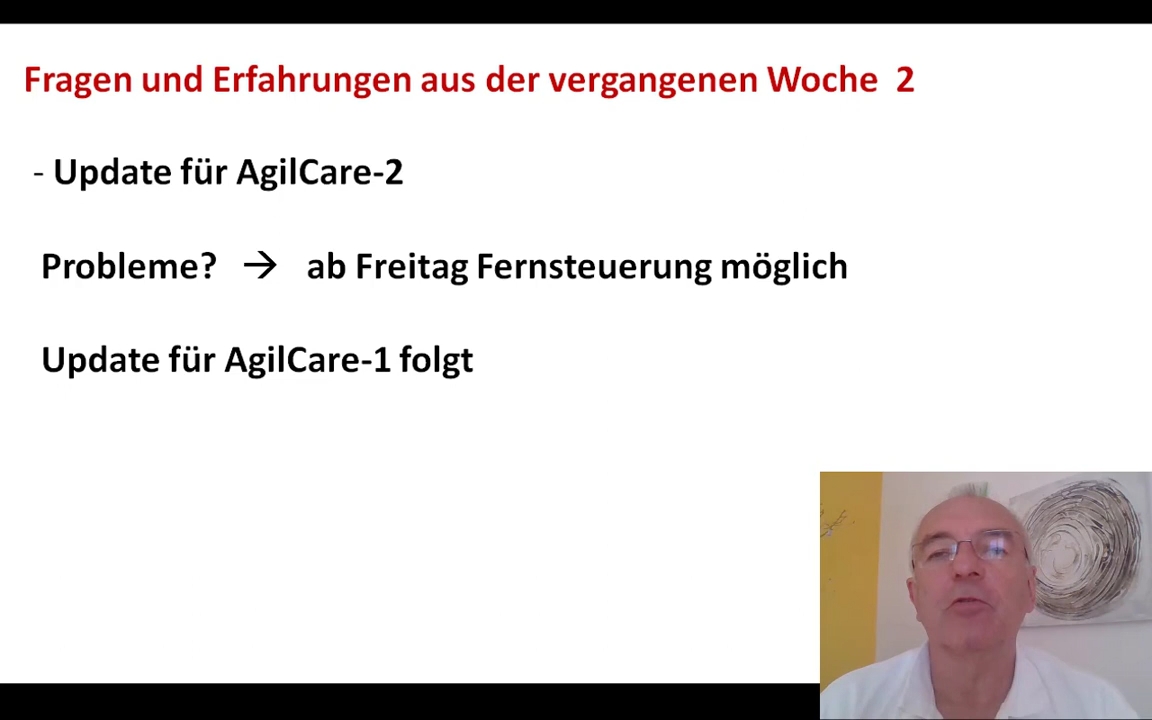 Fragen und Erfahrungen aus der vergangenen Woche 2
- Update für AgilCare-2
Probleme? → ab Freitag Fernsteuerung möglich
Update für AgilCare-1 folgt